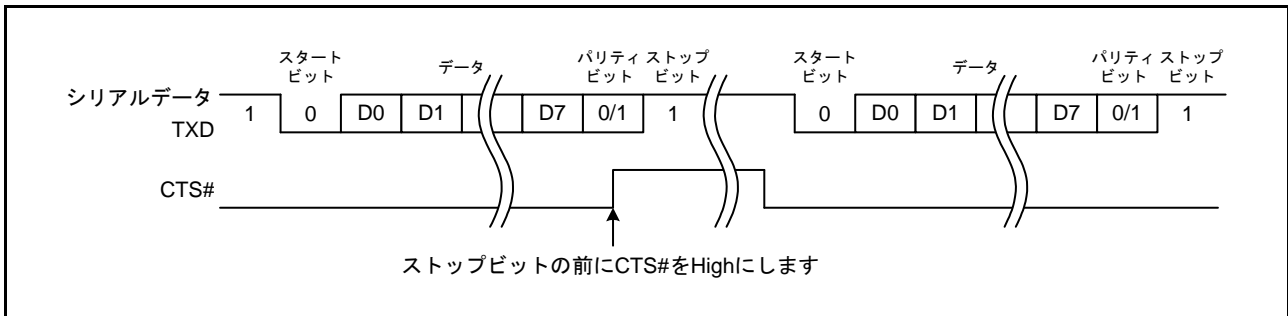 スタート
ビット
データ
パリティ
ビット
ストップ
ビット
スタート
ビット
データ
パリティ
ビット
ストップ
ビット
シリアルデータ
TXD
1 0 D0 D1 D7 0/1 1 0 D0 D1 D7 0/1 1
CTS#
ストップビットの前にCTS#をHighにします